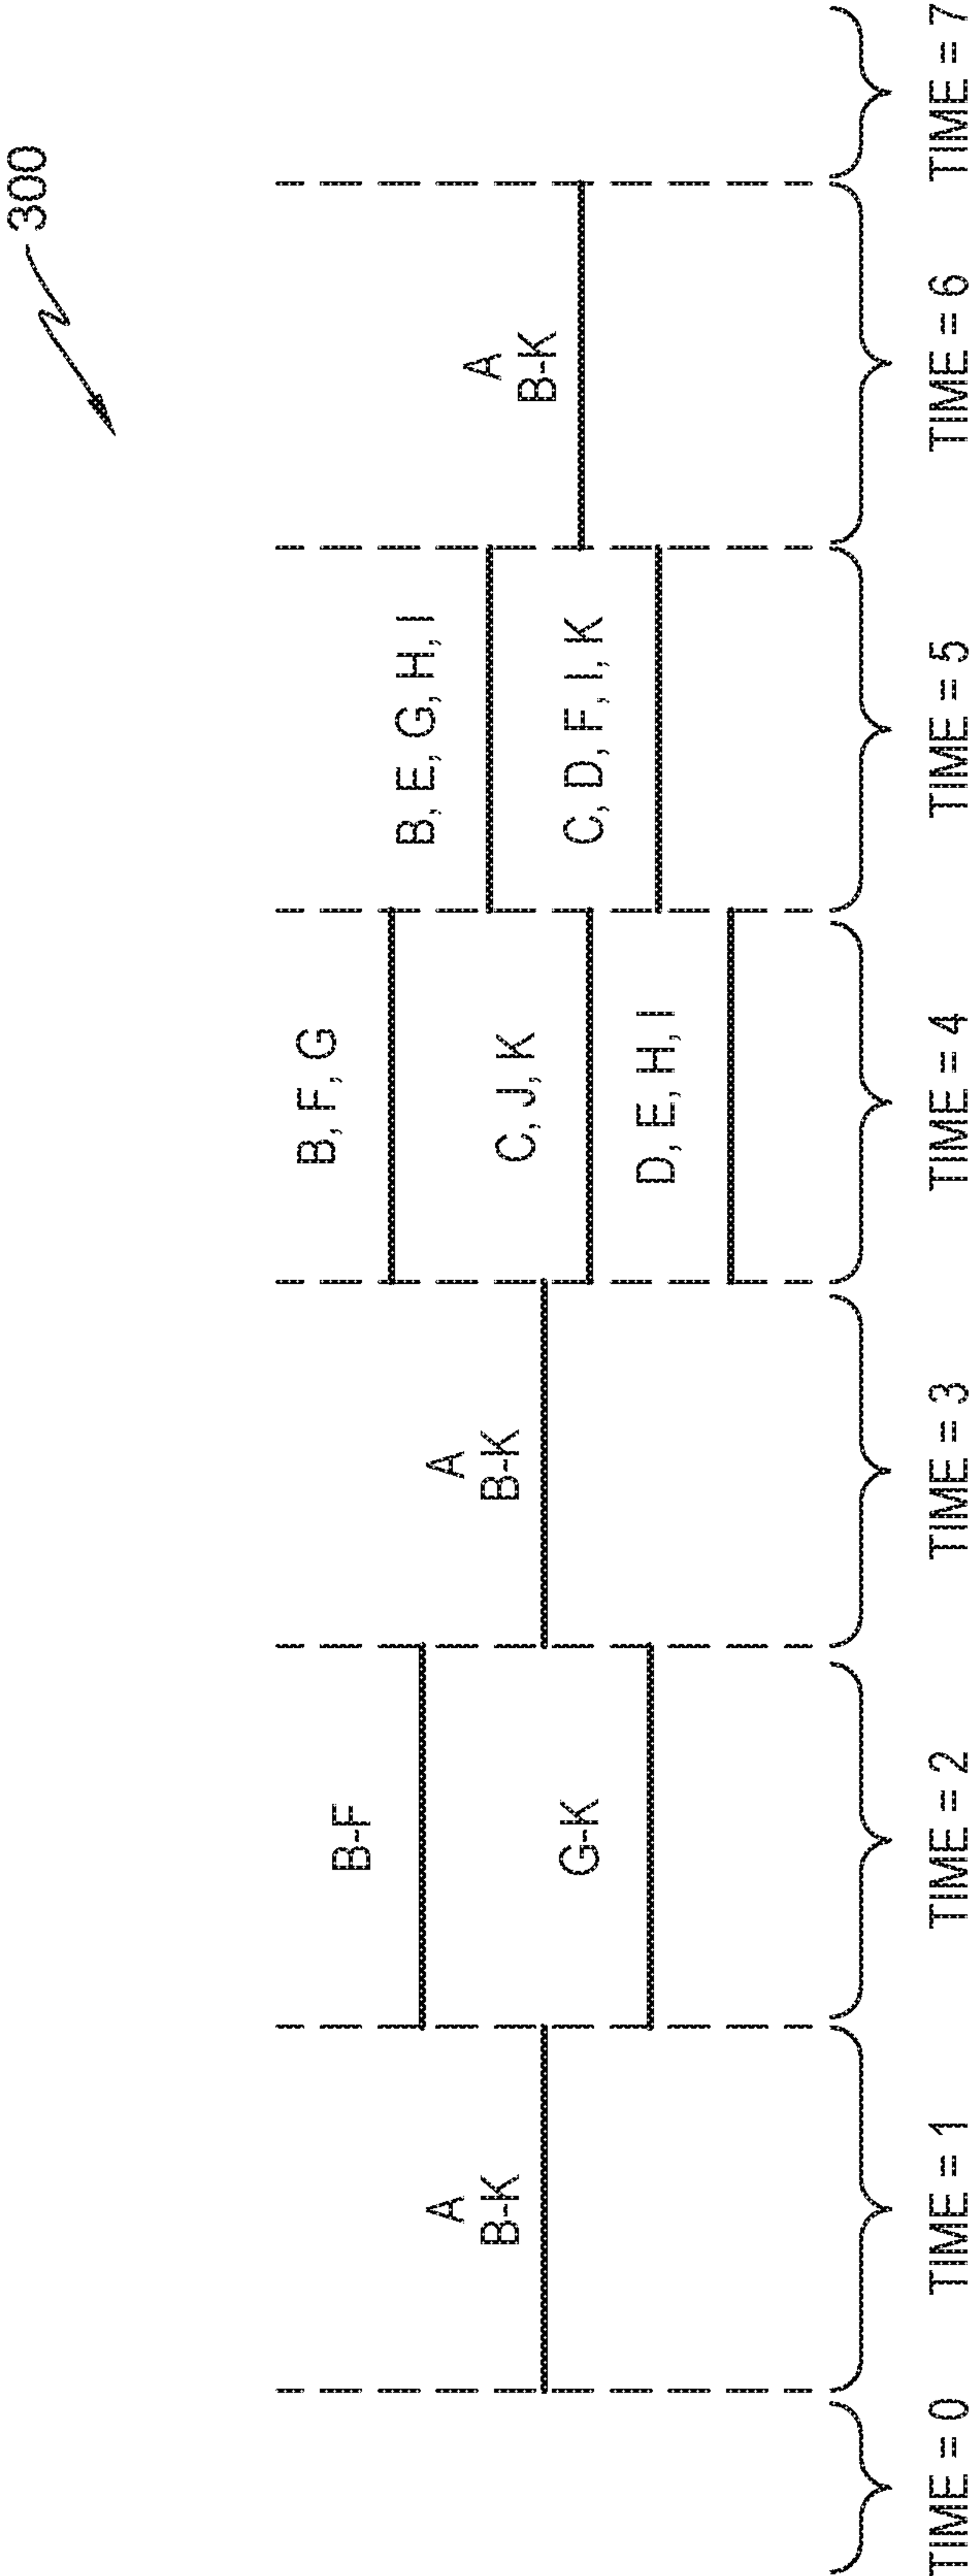 300
A
B-K
B-F
G-K
A
B-K
B, F, G
C, J, K
D, E, H, I
B, E, G, H, I
C, D, F, I, K
A
B-K
TIME = 0
TIME = 1
TIME = 2
TIME = 3
TIME = 4
TIME = 5
TIME = 6
TIME = 7